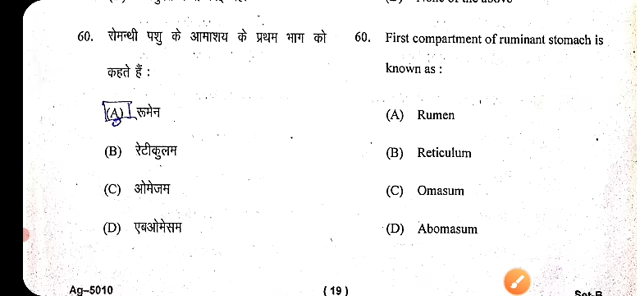 60. रोमन्थी पशु के आमाशय के प्रथम भाग को
कहते हैं :
(A) रूमेन
(B) रेटीकुलम
(C) ओमेजम
(D) एबओमेसम
60. First compartment of ruminant stomach is
known as :
(A) Rumen
(B) Reticulum
(C) Omasum
(D) Abomasum
Ag–5010
( 19 )
Set-B